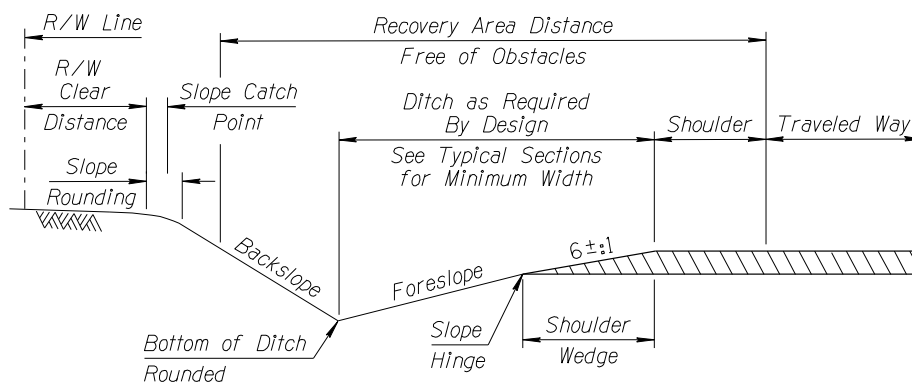 R/W Line
Recovery Area Distance
Free of Obstacles
R/W
Clear
Distance
Slope Catch
Point
Ditch as Required
By Design
See Typical Sections
for Minimum Width
Shoulder
Traveled Way
Slope
Rounding
Backslope
Foreslope
6±:1
Slope
Hinge
Shoulder
Wedge
Bottom of Ditch
Rounded